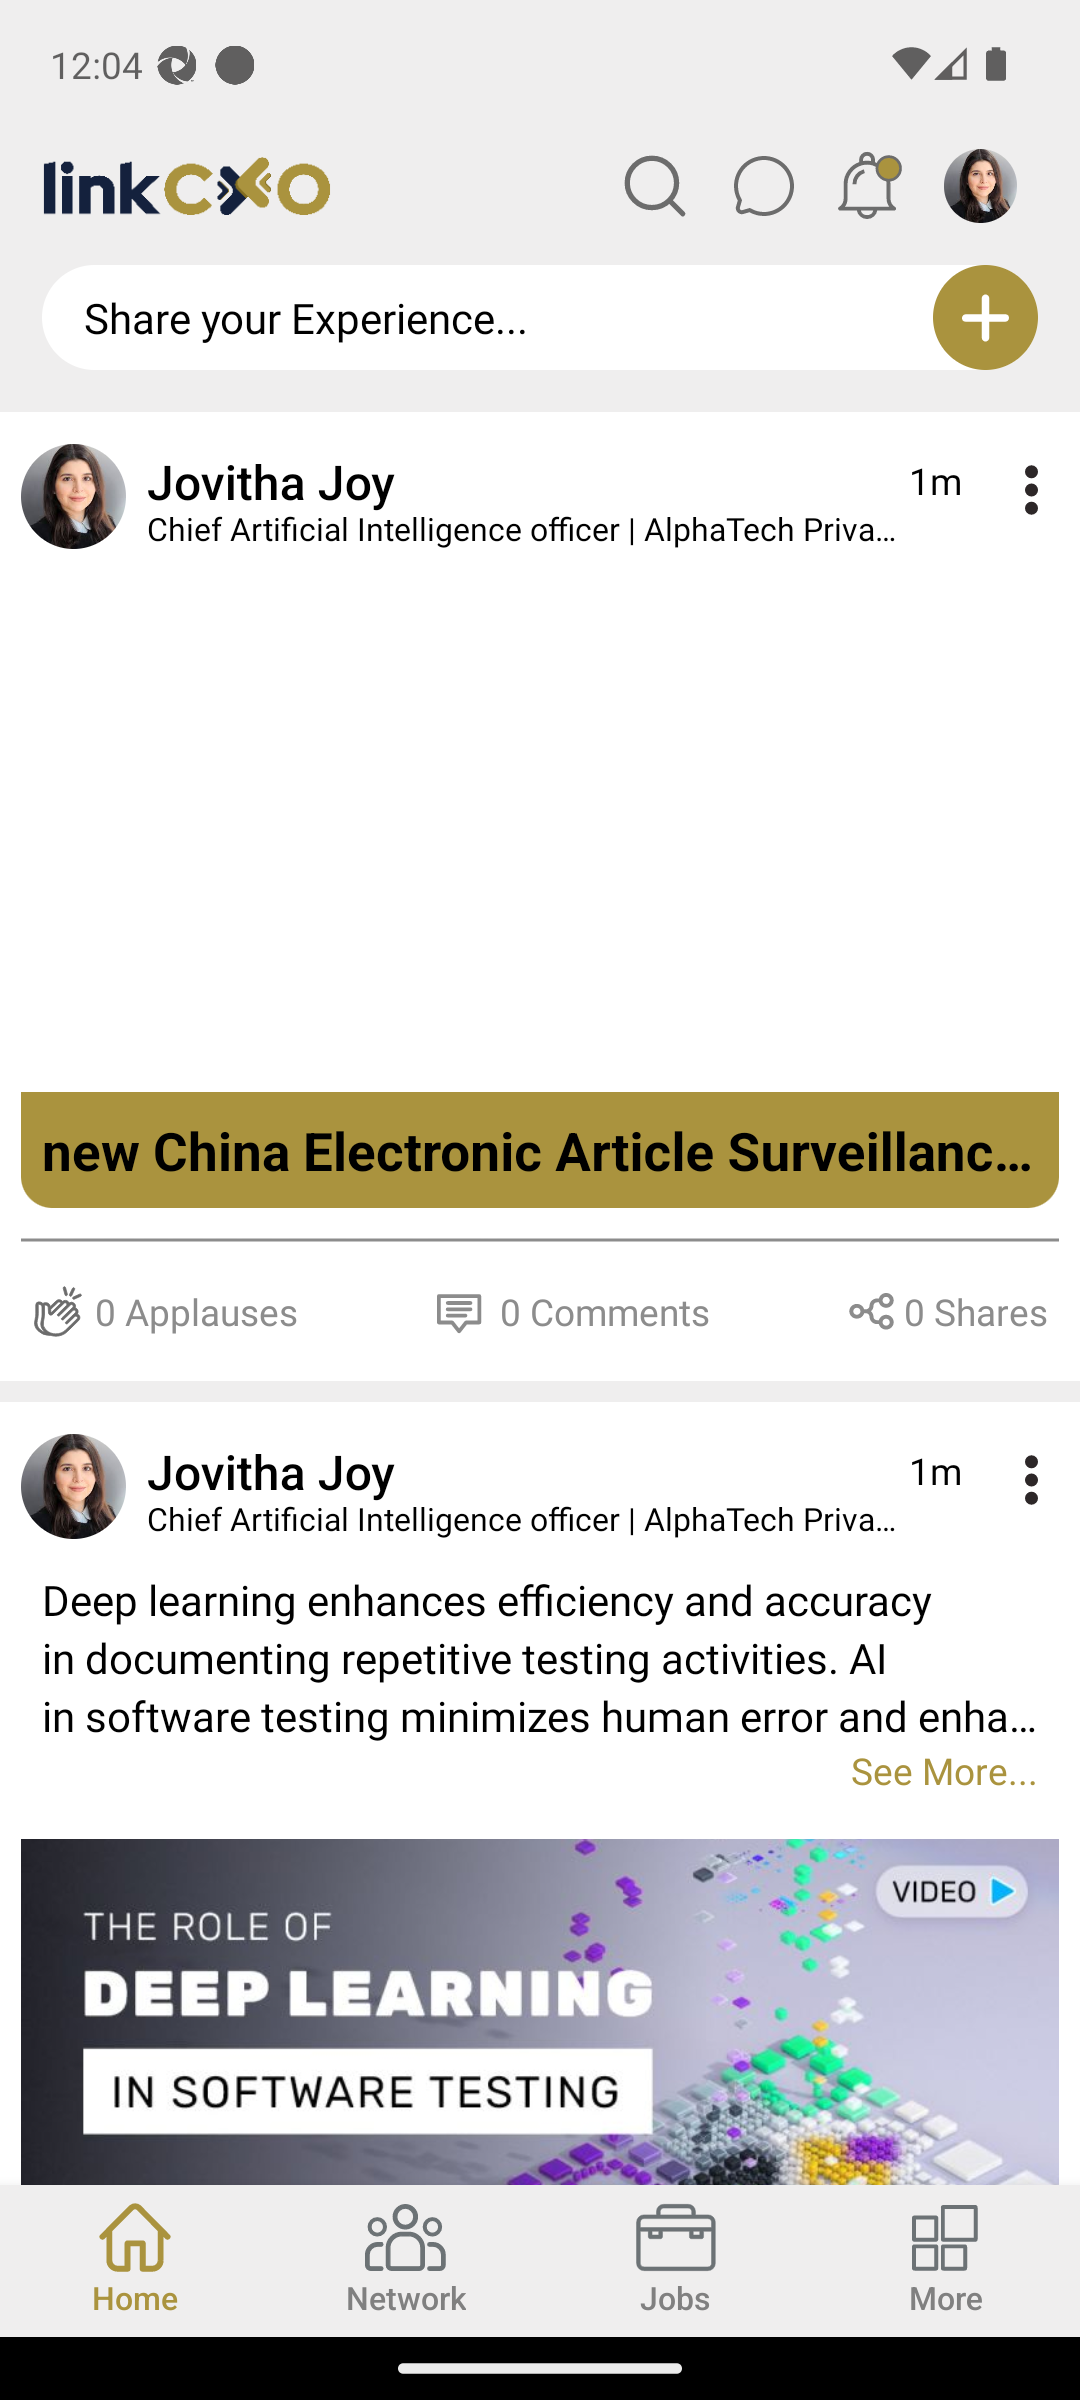 12:04
linkCXO
Share your Experience...
Jovitha Joy
1m
Chief Artificial Intelligence officer | AlphaTech Priva...
new China Electronic Article Surveillanc...
0 Applauses
0 Comments
0 Shares
Jovitha Joy
1m
Chief Artificial Intelligence officer | AlphaTech Priva...
Deep learning enhances efficiency and accuracy
in documenting repetitive testing activities. AI
in software testing minimizes human error and enha...
See More...
VIDEO
THE ROLE OF
DEEP LEARNING
IN SOFTWARE TESTING
Home
Network
Jobs
More